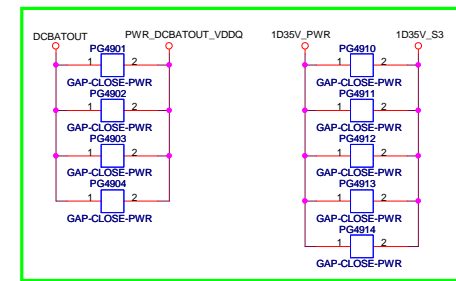 DCBATOUT PWR_DCBATOUT_VDDQ
PG4901
1 2
GAP-CLOSE-PWR
PG4902
1 2
GAP-CLOSE-PWR
PG4903
1 2
GAP-CLOSE-PWR
PG4904
1 2
GAP-CLOSE-PWR
1D35V_PWR 1D35V_S3
PG4910
1 2
GAP-CLOSE-PWR
PG4911
1 2
GAP-CLOSE-PWR
PG4912
1 2
GAP-CLOSE-PWR
PG4913
1 2
GAP-CLOSE-PWR
PG4914
1 2
GAP-CLOSE-PWR